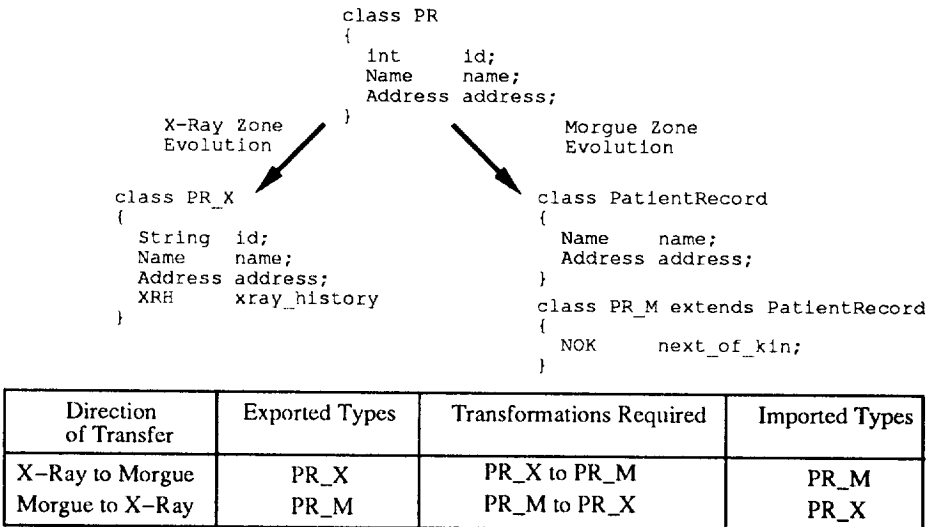 class PR
{
int id;
Name name;
Address address;
}
X-Ray Zone
Evolution
Morgue Zone
Evolution
class PR_X
{
String id;
Name name;
Address address;
XRH xray_history
}
class PatientRecord
{
Name name;
Address address;
}
class PR_M extends PatientRecord
{
NOK next_of_kin;
}
Direction of Transfer Exported Types Transformations Required Imported Types
X–Ray to Morgue PR_X PR_X to PR_M PR_M
Morgue to X–Ray PR_M PR_M to PR_X PR_X